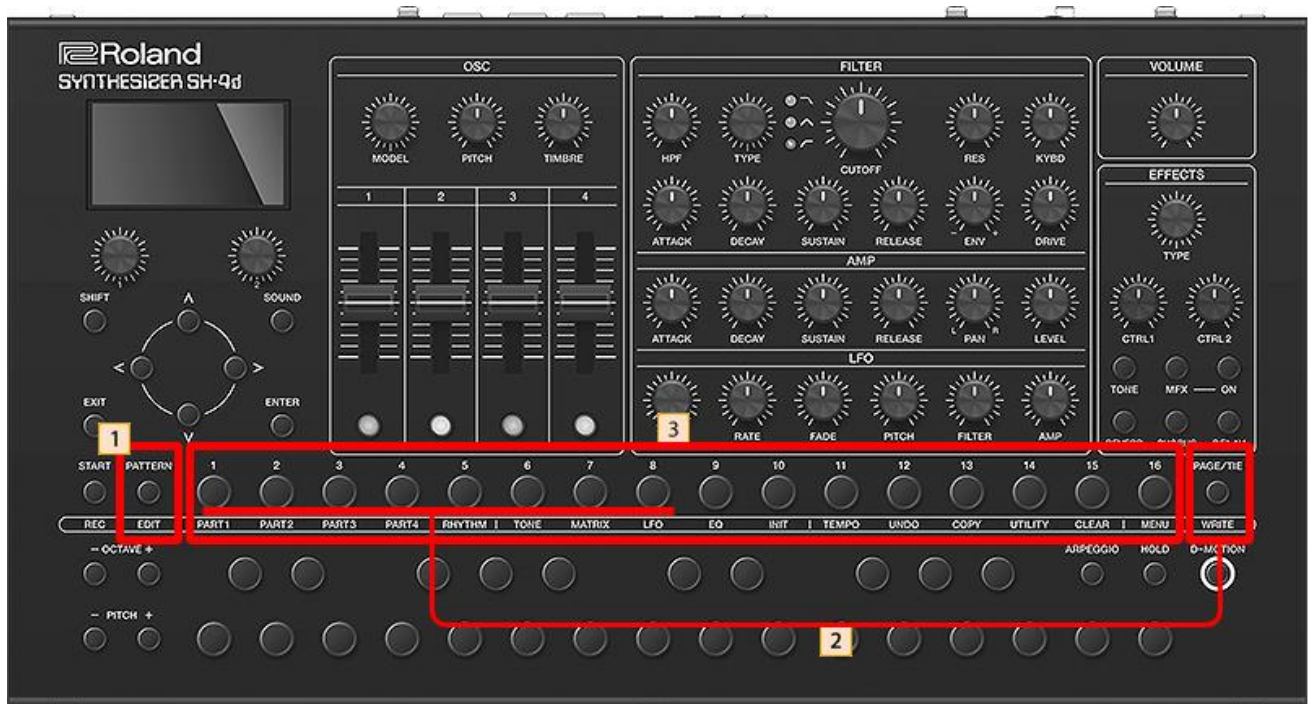 Roland
SYNTHESIZER SH-4d
OSC
MODEL PITCH TIMBRE
1 2 3 4
FILTER
HPF TYPE CUTOFF RES KYBD
ATTACK DECAY SUSTAIN RELEASE - ENV + DRIVE
AMP
ATTACK DECAY SUSTAIN RELEASE L PAN R LEVEL
LFO
RATE FADE PITCH FILTER AMP
VOLUME
EFFECTS
TYPE
CTRL1 CTRL2
TONE MFX ON
1 2
SHIFT SOUND
EXIT ENTER
1
3
START PATTERN 1 2 3 4 5 6 7 8 9 10 11 12 13 14 15 16 PAGE/TIE
REC EDIT PART1 PART2 PART3 PART4 RHYTHM TONE MATRIX LFO EQ INIT TEMPO UNDO COPY UTILITY CLEAR MENU WRITE
- OCTAVE + ARPEGGIO HOLD D-MOTION
- PITCH +
2